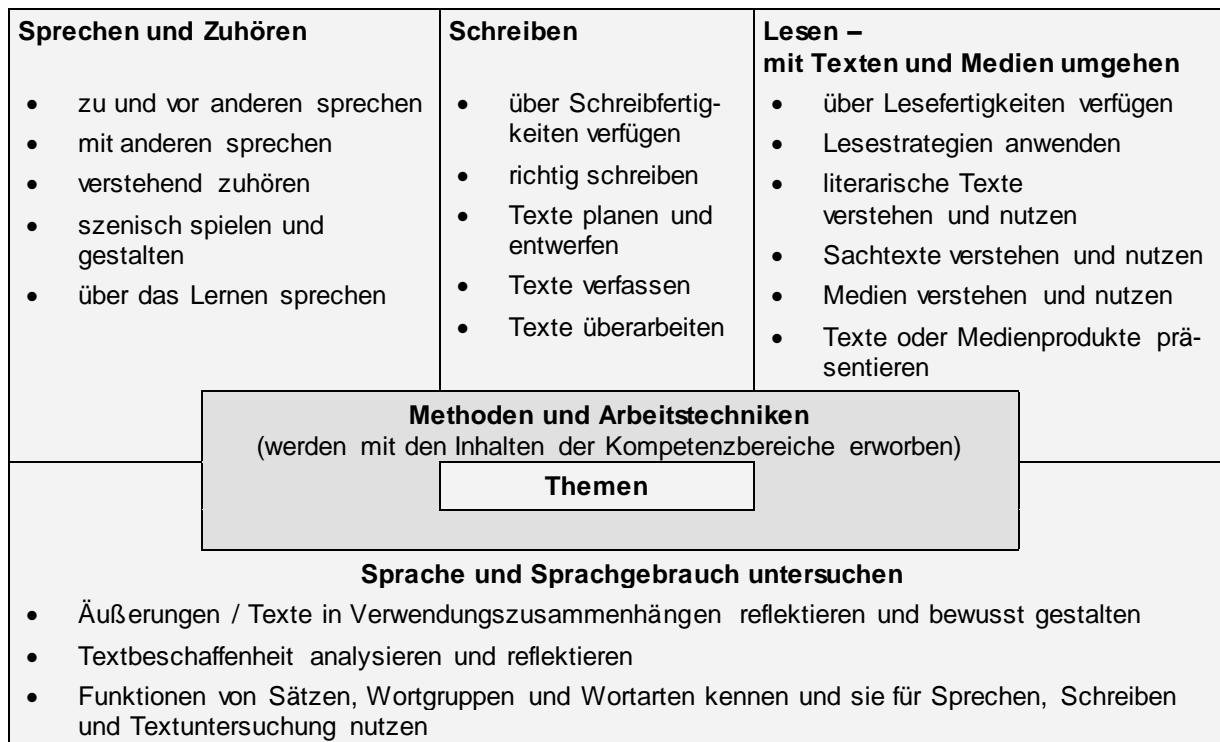 Sprechen und Zuhören
• zu und vor anderen sprechen
• mit anderen sprechen
• verstehend zuhören
• szenisch spielen und
gestalten
• über das Lernen sprechen
Schreiben
• über Schreibfertig-
keiten verfügen
• richtig schreiben
• Texte planen und
entwerfen
• Texte verfassen
• Texte überarbeiten
Lesen –
mit Texten und Medien umgehen
• über Lesefertigkeiten verfügen
• Lesestrategien anwenden
• literarische Texte
verstehen und nutzen
• Sachtexte verstehen und nutzen
• Medien verstehen und nutzen
• Texte oder Medienprodukte prä-
sentieren
Methoden und Arbeitstechniken
(werden mit den Inhalten der Kompetenzbereiche erworben)
Themen
Sprache und Sprachgebrauch untersuchen
• Äußerungen / Texte in Verwendungszusammenhängen reflektieren und bewusst gestalten
• Textbeschaffenheit analysieren und reflektieren
• Funktionen von Sätzen, Wortgruppen und Wortarten kennen und sie für Sprechen, Schreiben
und Textuntersuchung nutzen